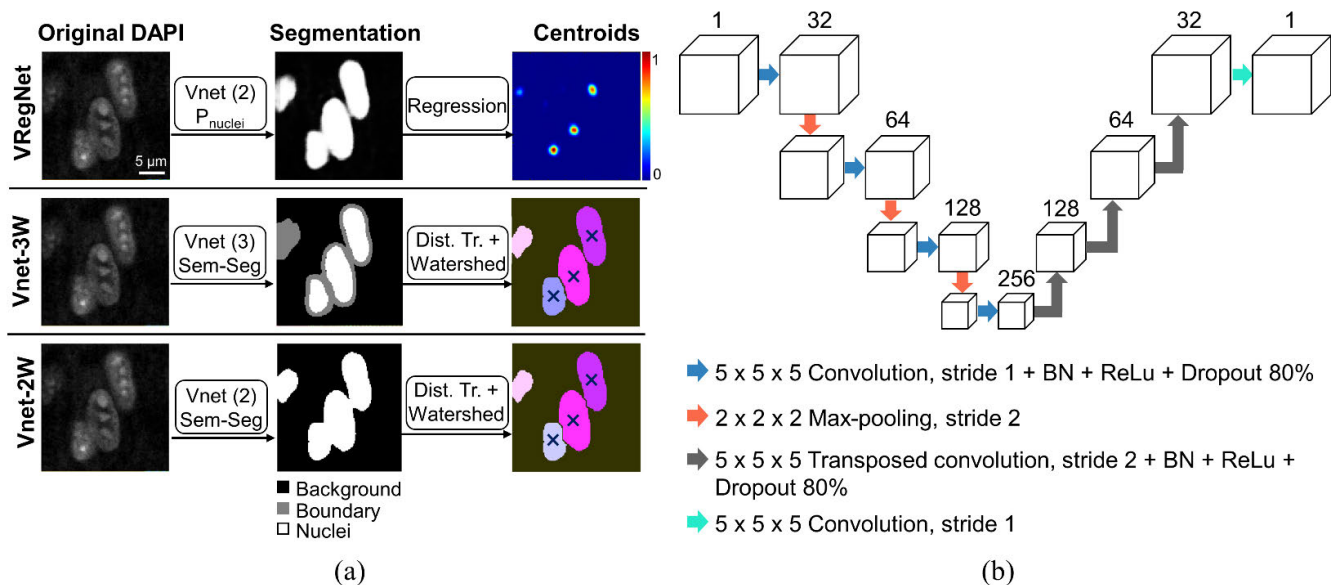 Original DAPI
Segmentation
Centroids
VRegNet
5 µm
Vnet (2)
Pnuclei
Regression
1
0
Vnet-3W
Vnet (3)
Sem-Seg
Dist. Tr. +
Watershed
Vnet-2W
Vnet (2)
Sem-Seg
Dist. Tr. +
Watershed
Background
Boundary
Nuclei
(a)
1
32
32
1
64
64
128
128
256
5 x 5 x 5 Convolution, stride 1 + BN + ReLu + Dropout 80%
2 x 2 x 2 Max-pooling, stride 2
5 x 5 x 5 Transposed convolution, stride 2 + BN + ReLu +
Dropout 80%
5 x 5 x 5 Convolution, stride 1
(b)